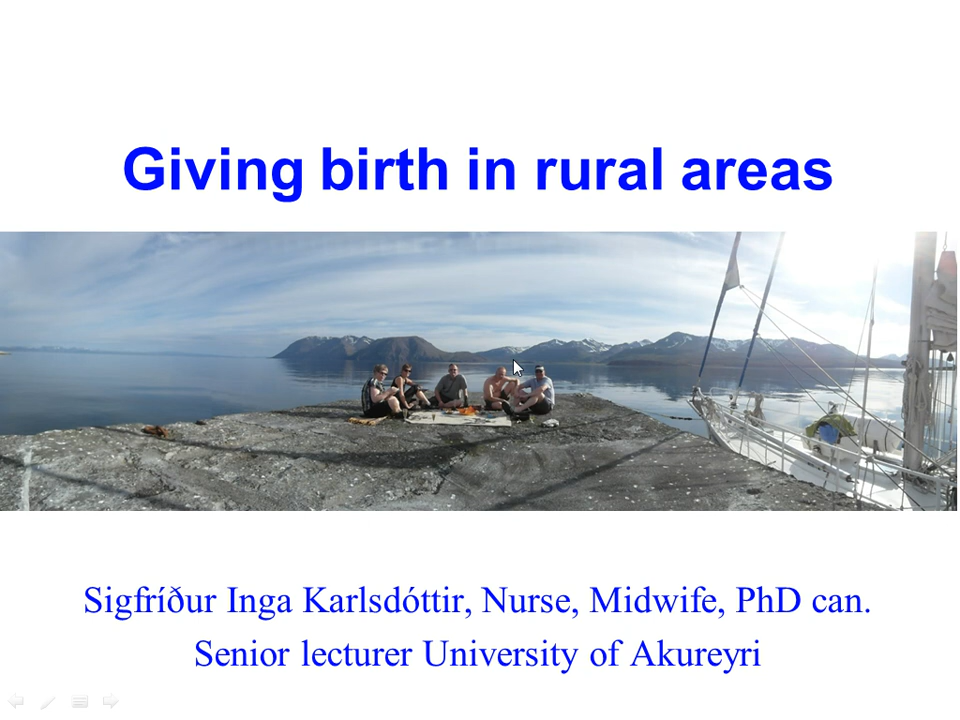 Giving birth in rural areas
Sigfríður Inga Karlsdóttir, Nurse, Midwife, PhD can.
Senior lecturer University of Akureyri